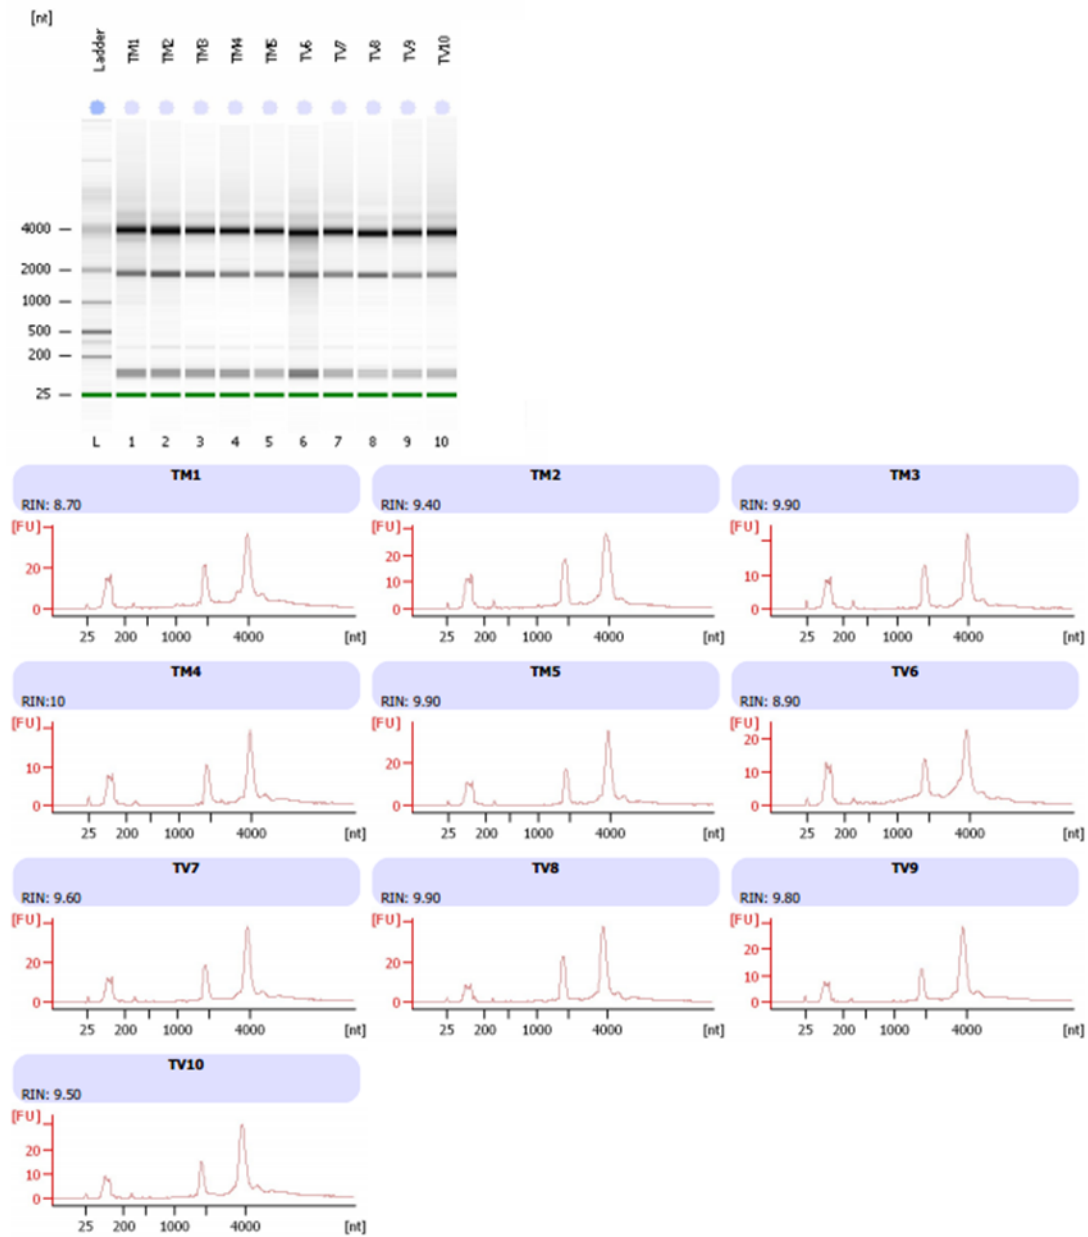 [nt]
Ladder TM1 TM2 TM3 TM4 TM5 TV6 TV7 TV8 TV9 TV10
4000
2000
1000
500
200
25
L 1 2 3 4 5 6 7 8 9 10
TM1 TM2 TM3
RIN: 8.70 RIN: 9.40 RIN: 9.90
[FU] [FU] [FU]
20 20 10
0 10 0
0
25 200 1000 4000 [nt] 25 200 1000 4000 [nt] 25 200 1000 4000 [nt]
TM4 TM5 TV6
RIN:10 RIN: 9.90 RIN: 8.90
[FU] [FU] [FU]
10 20 20
0 0 10
0
25 200 1000 4000 [nt] 25 200 1000 4000 [nt] 25 200 1000 4000 [nt]
TV7 TV8 TV9
RIN: 9.60 RIN: 9.90 RIN: 9.80
[FU] [FU] [FU]
20 20 20
0 0 10
0
25 200 1000 4000 [nt] 25 200 1000 4000 [nt] 25 200 1000 4000 [nt]
TV10
RIN: 9.50
[FU]
20
10
0
25 200 1000 4000 [nt]